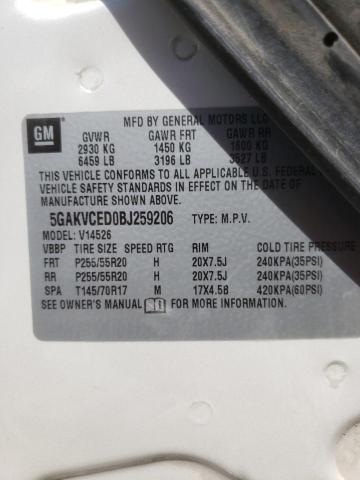 MFD BY GENERAL MOTORS LLC
GM
GVWR GAWR FRT GAWR RR
2930 KG 1450 KG 1600 KG
6459 LB 3196 LB 3527 LB
THIS VEHICLE CONFORMS TO ALL APPLICABLE U.S. FEDERAL
VEHICLE SAFETY STANDARDS IN EFFECT ON THE DATE OF
MANUFACTURE SHOWN ABOVE.
5GAKVCED0BJ259206 TYPE: M.P.V.
MODEL: V14526
VBBP TIRE SIZE SPEED RTG RIM COLD TIRE PRESSURE
FRT P255/55R20 H 20X7.5J 240KPA(35PSI)
RR P255/55R20 H 20X7.5J 240KPA(35PSI)
SPA T145/70R17 M 17X4.5B 420KPA(60PSI)
SEE OWNER'S MANUAL FOR MORE INFORMATION.